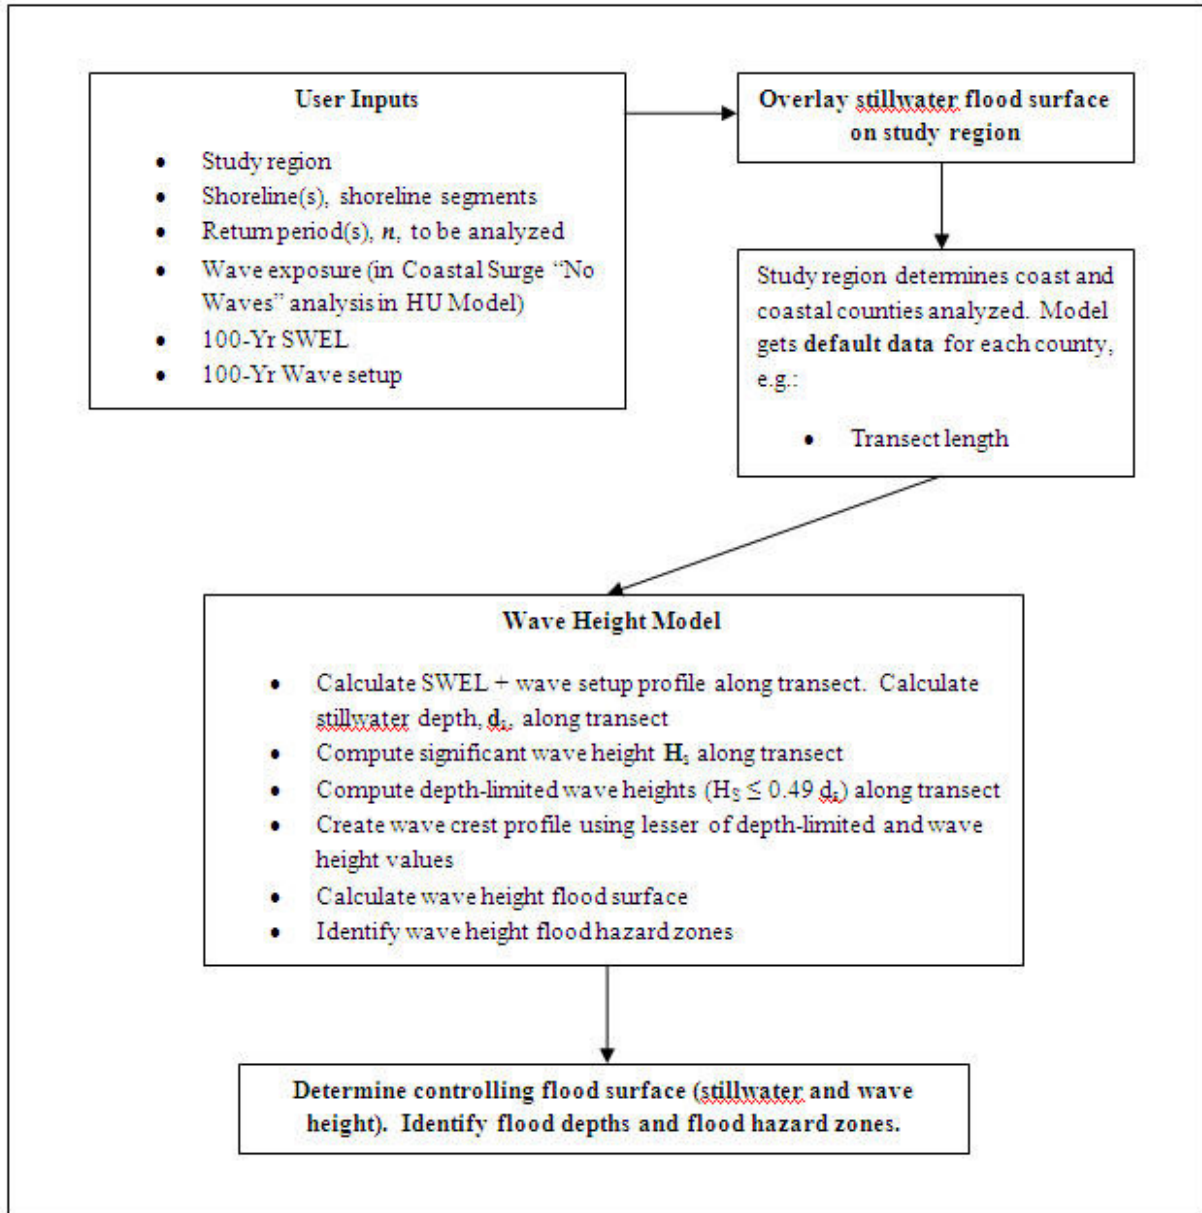 User Inputs
• Study region
• Shoreline(s), shoreline segments
• Return period(s), n, to be analyzed
• Wave exposure (in Coastal Surge “No
Waves” analysis in HU Model)
• 100-Yr SWEL
• 100-Yr Wave setup
Overlay stillwater flood surface
on study region
Study region determines coast and
coastal counties analyzed. Model
gets default data for each county,
e.g.:
• Transect length
Wave Height Model
• Calculate SWEL + wave setup profile along transect. Calculate
stillwater depth, ds, along transect
• Compute significant wave height Hs along transect
• Compute depth-limited wave heights (HS ≤ 0.49 ds) along transect
• Create wave crest profile using lesser of depth-limited and wave
height values
• Calculate wave height flood surface
• Identify wave height flood hazard zones
Determine controlling flood surface (stillwater and wave
height). Identify flood depths and flood hazard zones.